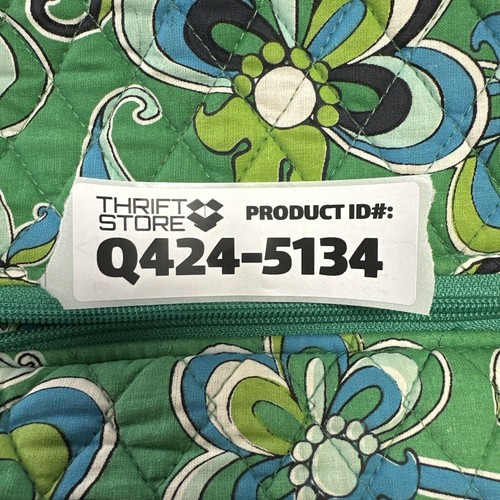 THRIFT
STORE
PRODUCT ID#:
Q424-5134